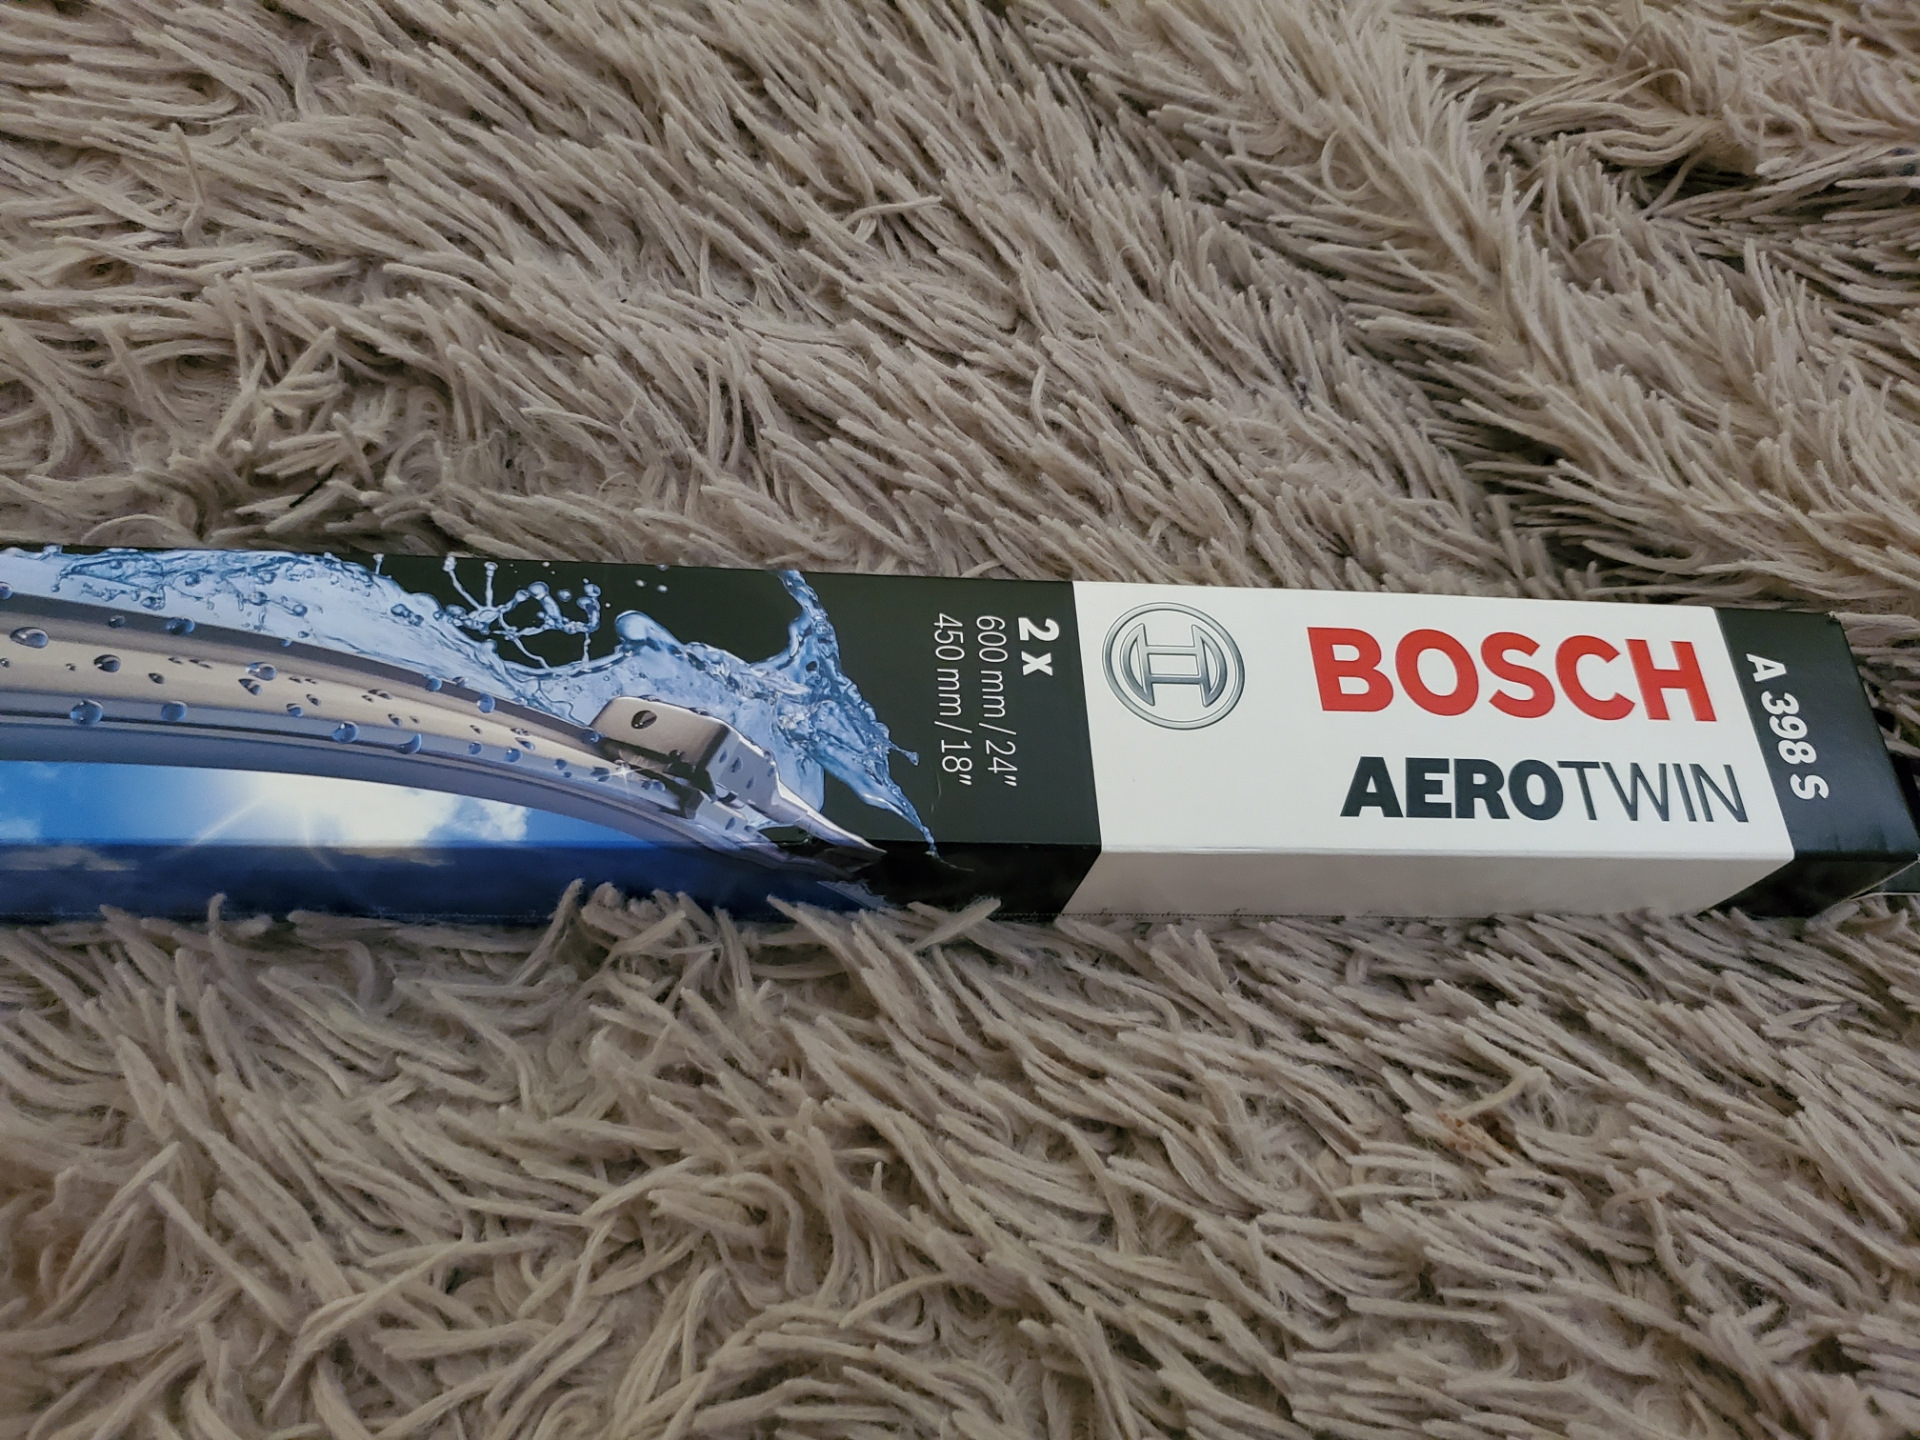 2 x
600 mm / 24"
450 mm / 18"
BOSCH
AEROTWIN
A 398 S